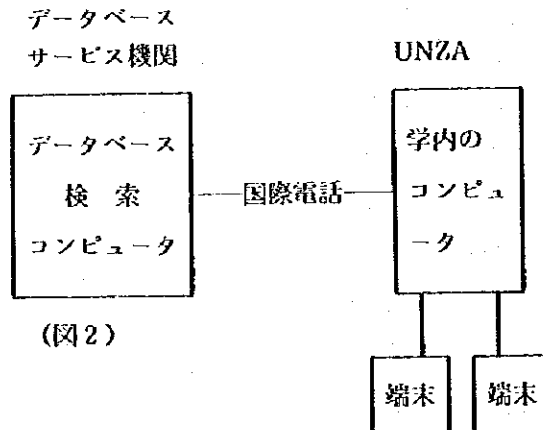 データベース
サービス機関
UNZA
データベース
検 索
コンピュータ
国際電話
学内の
コンピュ
ータ
(図2)
端末
端末